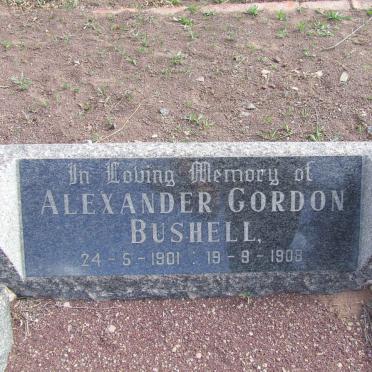 In Loving Memory of
ALEXANDER GORDON
BUSHELL.
24-5-1901 : 19-9-1908